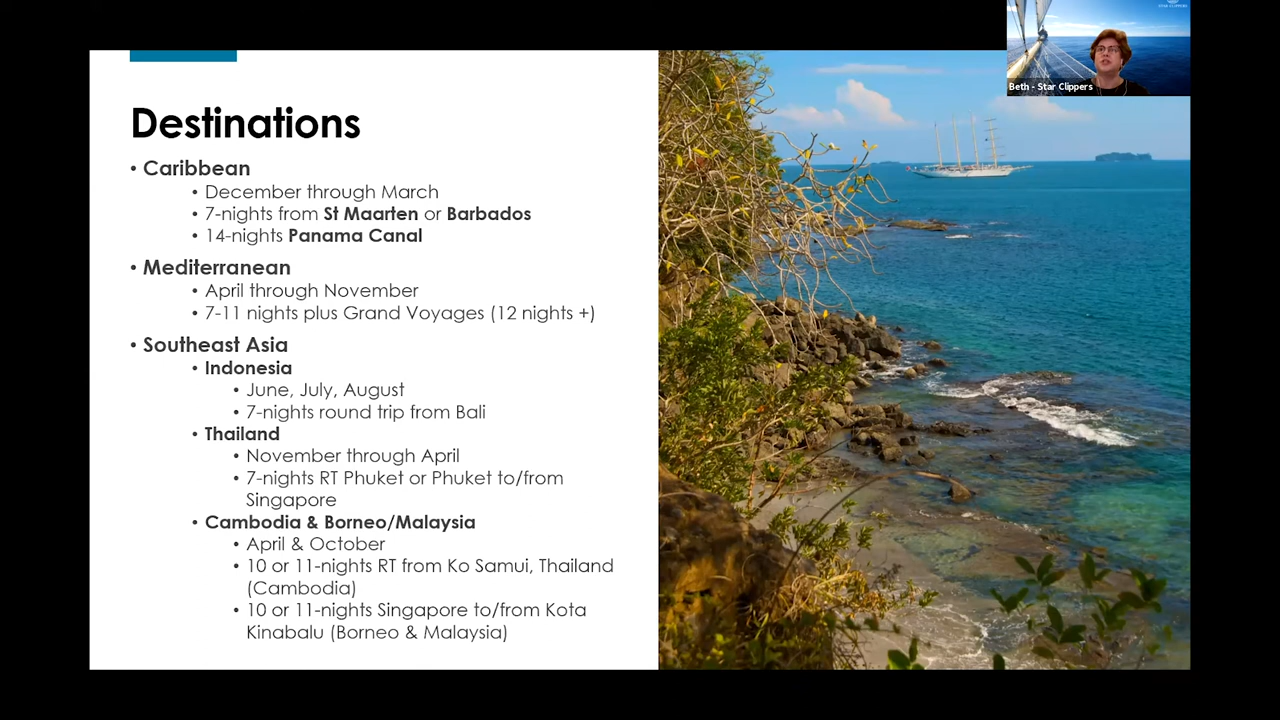 STAR CLIPPERS
Beth - Star Clippers
Destinations
• Caribbean
• December through March
• 7-nights from St Maarten or Barbados
• 14-nights Panama Canal
• Mediterranean
• April through November
• 7-11 nights plus Grand Voyages (12 nights +)
• Southeast Asia
• Indonesia
• June, July, August
• 7-nights round trip from Bali
• Thailand
• November through April
• 7-nights RT Phuket or Phuket to/from
Singapore
• Cambodia & Borneo/Malaysia
• April & October
• 10 or 11-nights RT from Ko Samui, Thailand
(Cambodia)
• 10 or 11-nights Singapore to/from Kota
Kinabalu (Borneo & Malaysia)